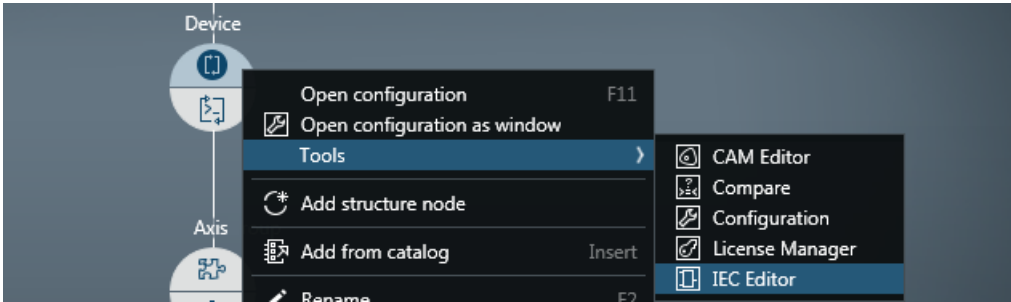 Device
Open configuration F11
Open configuration as window
Tools
CAM Editor
Compare
Configuration
License Manager
IEC Editor
Add structure node
Axis
Add from catalog Insert
Rename F2